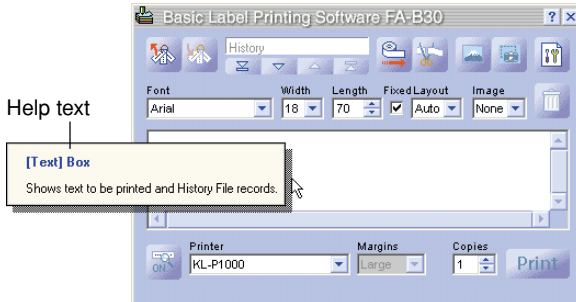 Basic Label Printing Software FA-B30
History
Font
Width
Length
Fixed
Layout
Image
Arial
18
70
Auto
None
Help text
[Text] Box
Shows text to be printed and History File records.
ON
Printer
Margins
Copies
KL-P1000
Large
1
Print